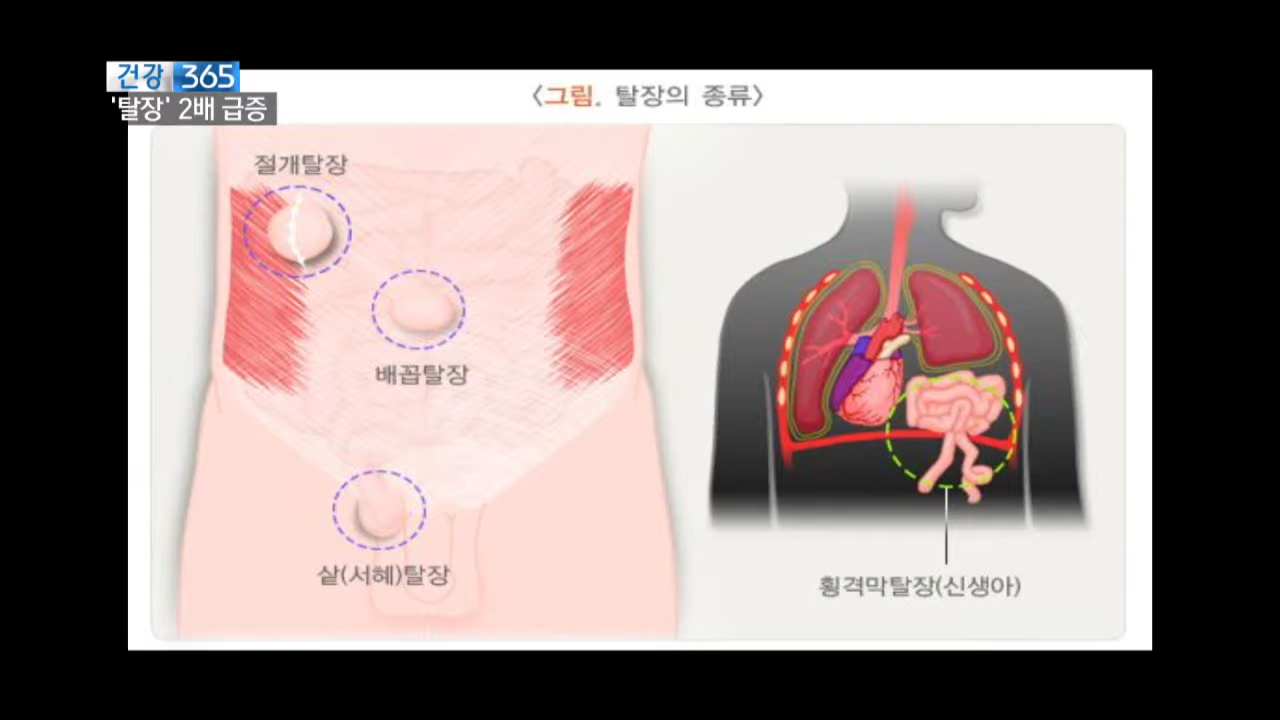 건강 365
'탈장' 2배 급증
<그림. 탈장의 종류>
절개탈장
배꼽탈장
샅(서혜)탈장
횡격막탈장(신생아)